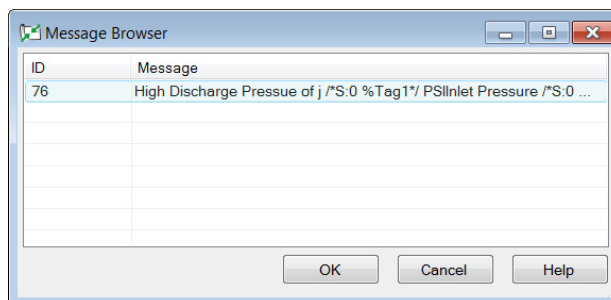 Message Browser
ID Message
76 High Discharge Pressue of j /*S:0 %Tag1*/ PSIInlet Pressure /*S:0 ...
OK Cancel Help